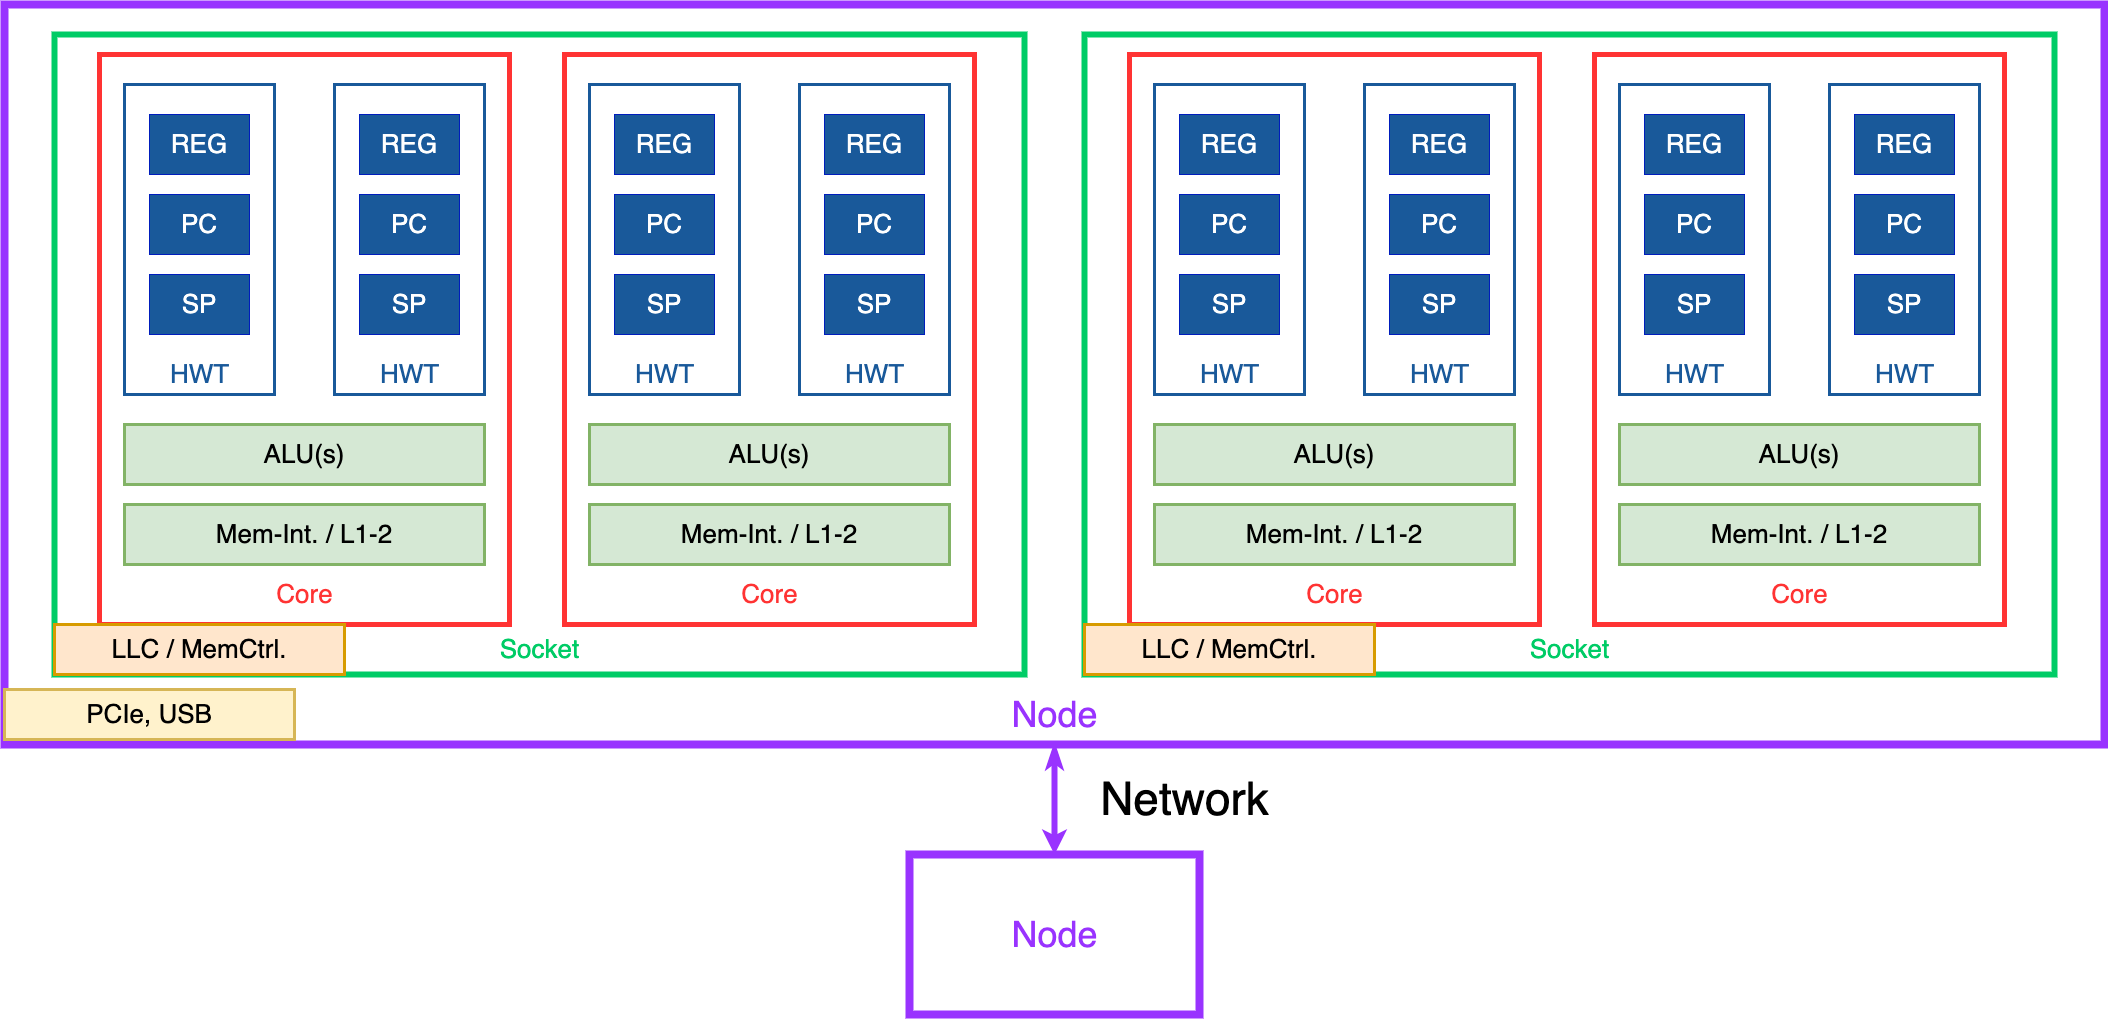 REG
PC
SP
HWT
REG
PC
SP
HWT
ALU(s)
Mem-Int. / L1-2
Core
REG
PC
SP
HWT
REG
PC
SP
HWT
ALU(s)
Mem-Int. / L1-2
Core
LLC / MemCtrl.
Socket
REG
PC
SP
HWT
REG
PC
SP
HWT
ALU(s)
Mem-Int. / L1-2
Core
REG
PC
SP
HWT
REG
PC
SP
HWT
ALU(s)
Mem-Int. / L1-2
Core
LLC / MemCtrl.
Socket
PCIe, USB
Node
Network
Node